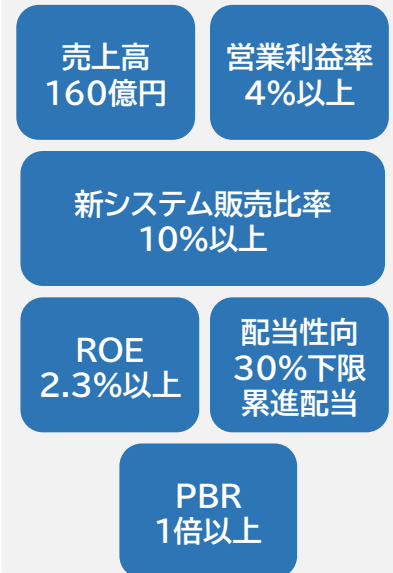 売上高
160億円
営業利益率
4%以上
新システム販売比率
10%以上
ROE
2.3%以上
配当性向
30%下限
累進配当
PBR
1倍以上